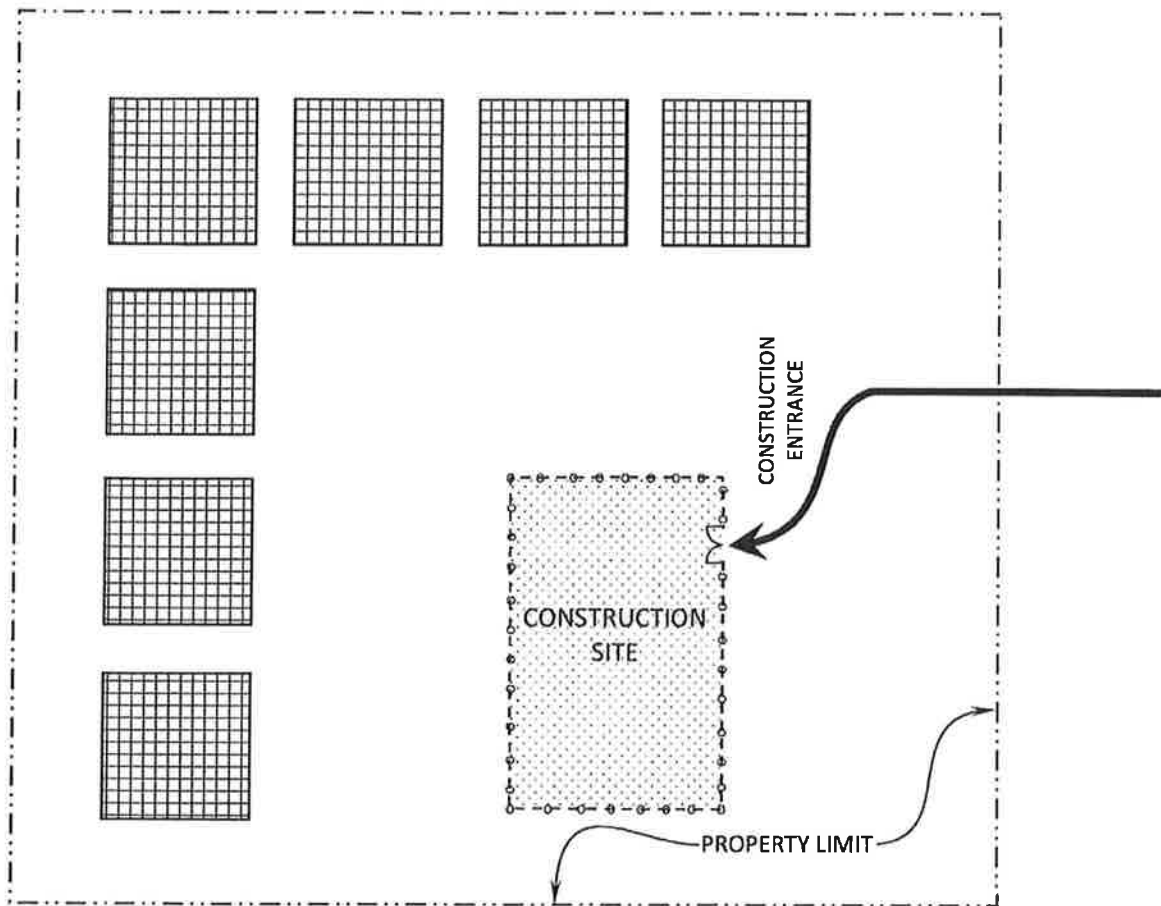 CONSTRUCTION
ENTRANCE
CONSTRUCTION
SITE
PROPERTY LIMIT